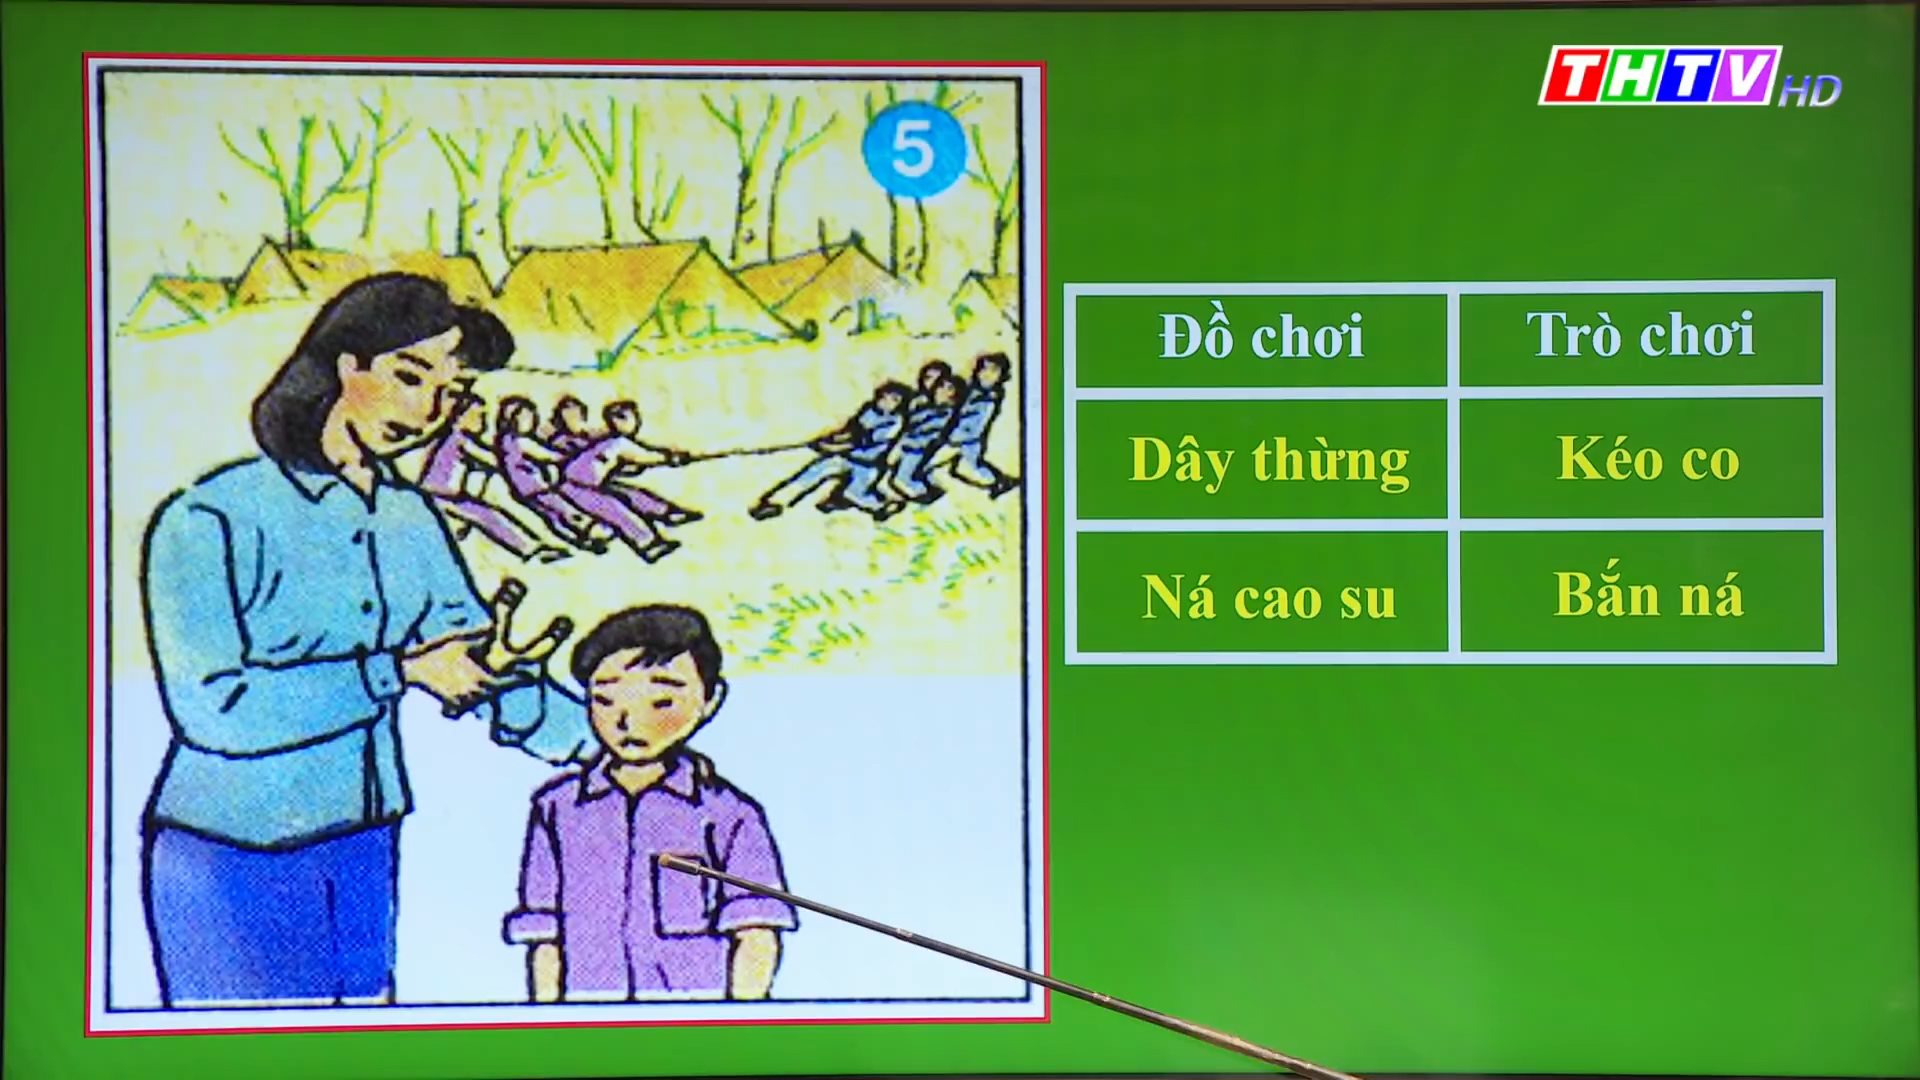 THTV HD
5
Đồ chơi Trò chơi
Dây thừng Kéo co
Ná cao su Bắn ná